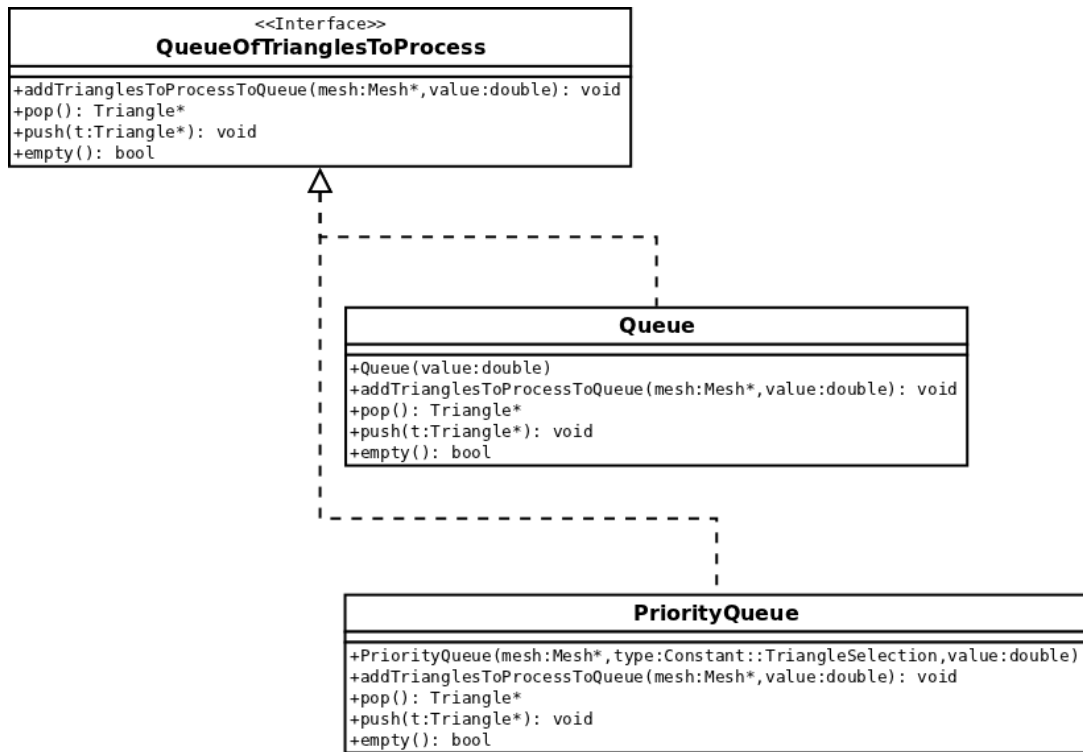 <<Interface>>
QueueOfTrianglesToProcess
+addTrianglesToProcessToQueue(mesh:Mesh*,value:double): void
+pop(): Triangle*
+push(t:Triangle*): void
+empty(): bool
Queue
+Queue(value:double)
+addTrianglesToProcessToQueue(mesh:Mesh*,value:double): void
+pop(): Triangle*
+push(t:Triangle*): void
+empty(): bool
PriorityQueue
+PriorityQueue(mesh:Mesh*,type:Constant::TriangleSelection,value:double)
+addTrianglesToProcessToQueue(mesh:Mesh*,value:double): void
+pop(): Triangle*
+push(t:Triangle*): void
+empty(): bool